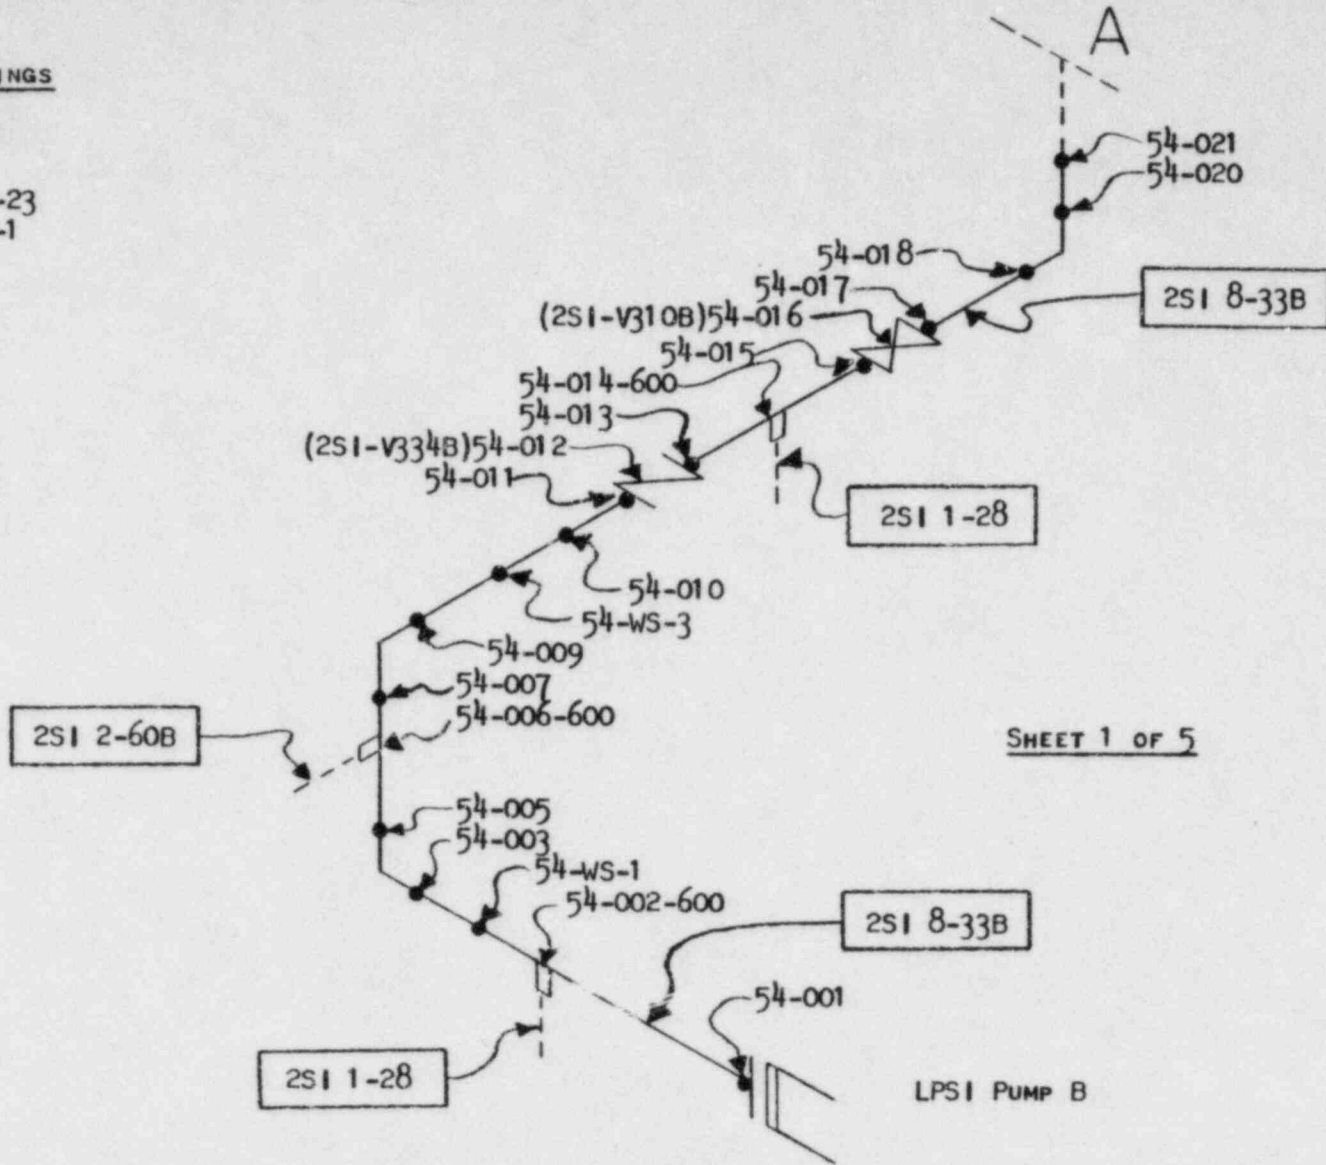 A
INGS
54-021
54-020
-23
-1
54-018
54-017
2SI 8-33B
(2SI-V310B)54-016
54-015
54-014-600
54-013
(2SI-V334B)54-012
54-011
2SI 1-28
54-010
54-WS-3
54-009
54-007
2SI 2-60B
54-006-600
SHEET 1 OF 5
54-005
54-003
54-WS-1
54-002-600
2SI 8-33B
54-001
2SI 1-28
LPSI PUMP B